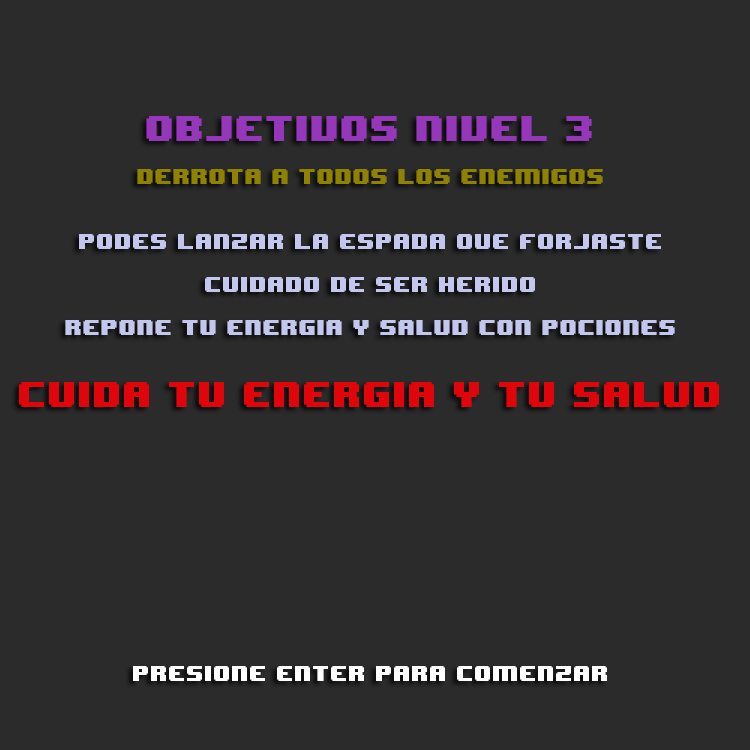 OBJETIVOS NIVEL 3
DERROTA A TODOS LOS ENEMIGOS
PODES LANZAR LA ESPADA QUE FORJASTE
CUIDADO DE SER HERIDO
REPONE TU ENERGIA Y SALUD CON POCIONES
CUIDA TU ENERGIA Y TU SALUD
PRESIONE ENTER PARA COMENZAR